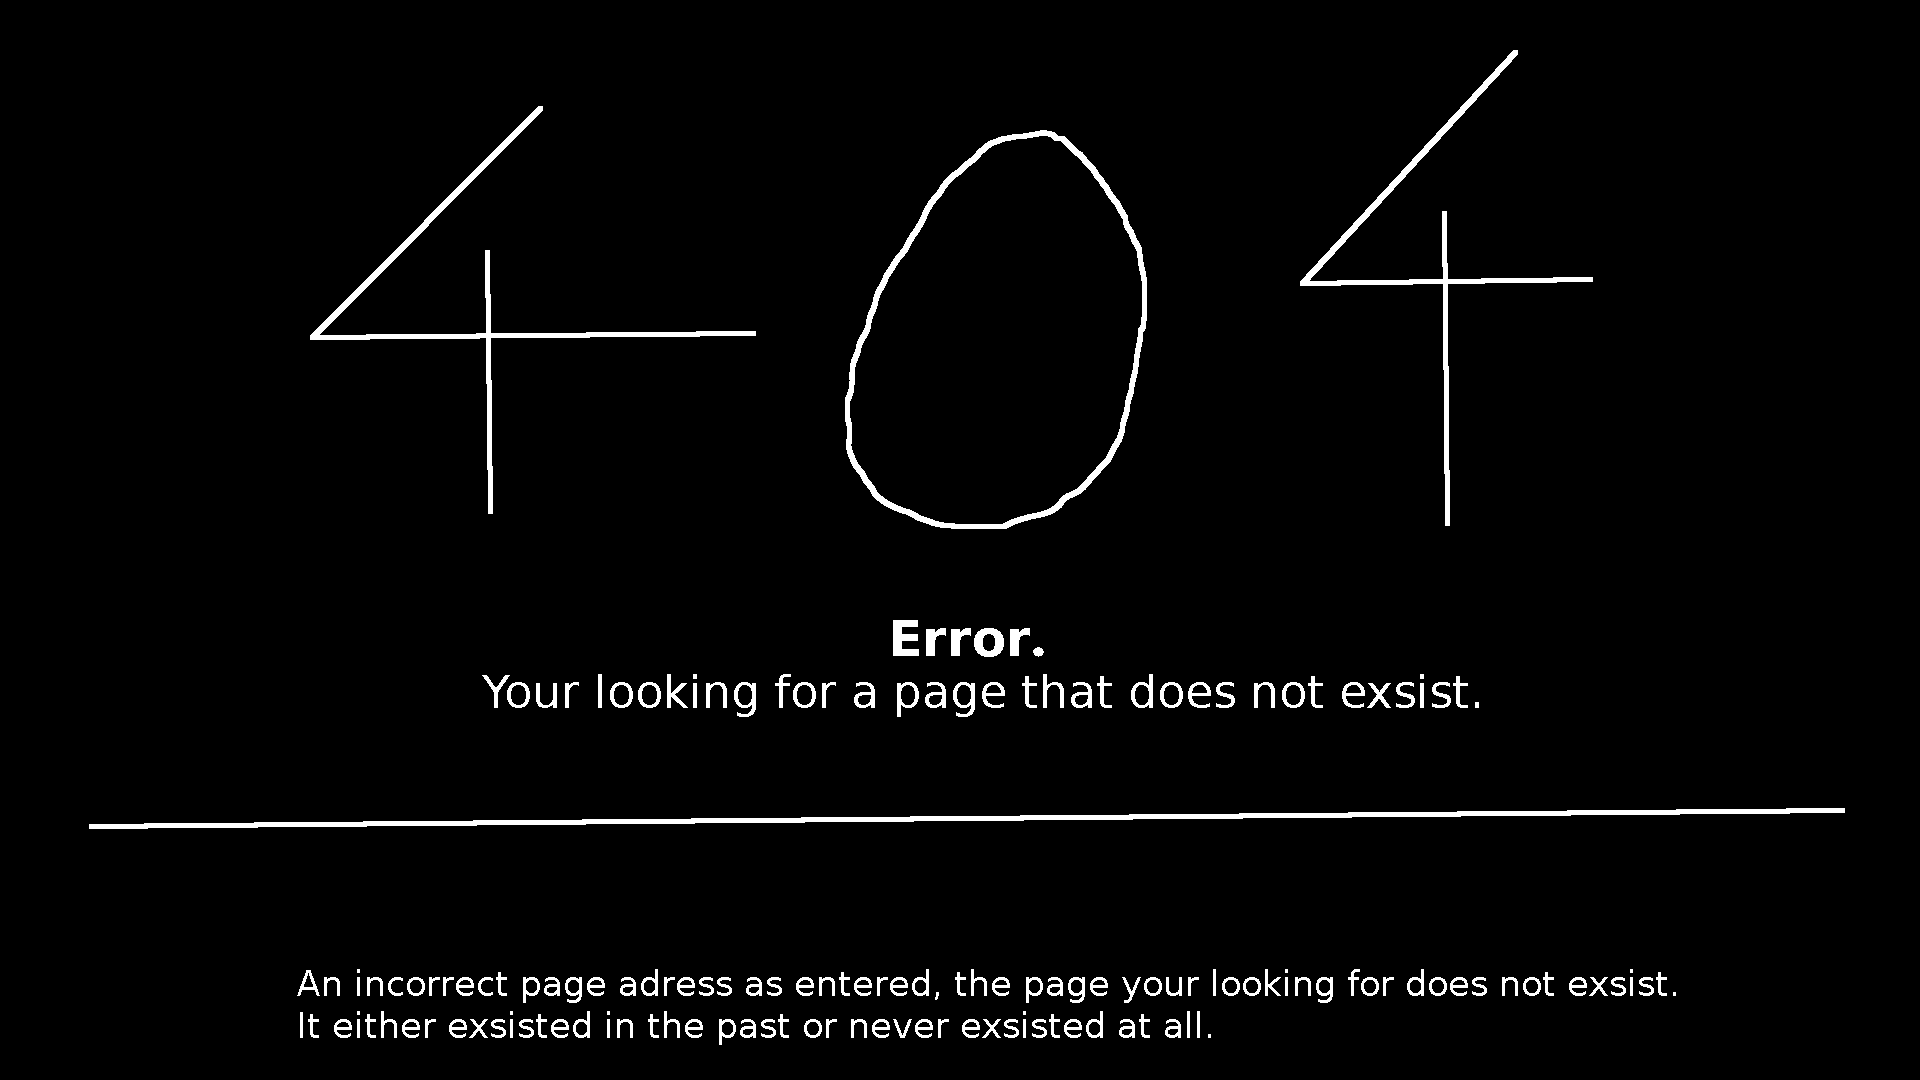 404
Error.
Your looking for a page that does not exsist.
An incorrect page adress as entered, the page your looking for does not exsist.
It either exsisted in the past or never exsisted at all.